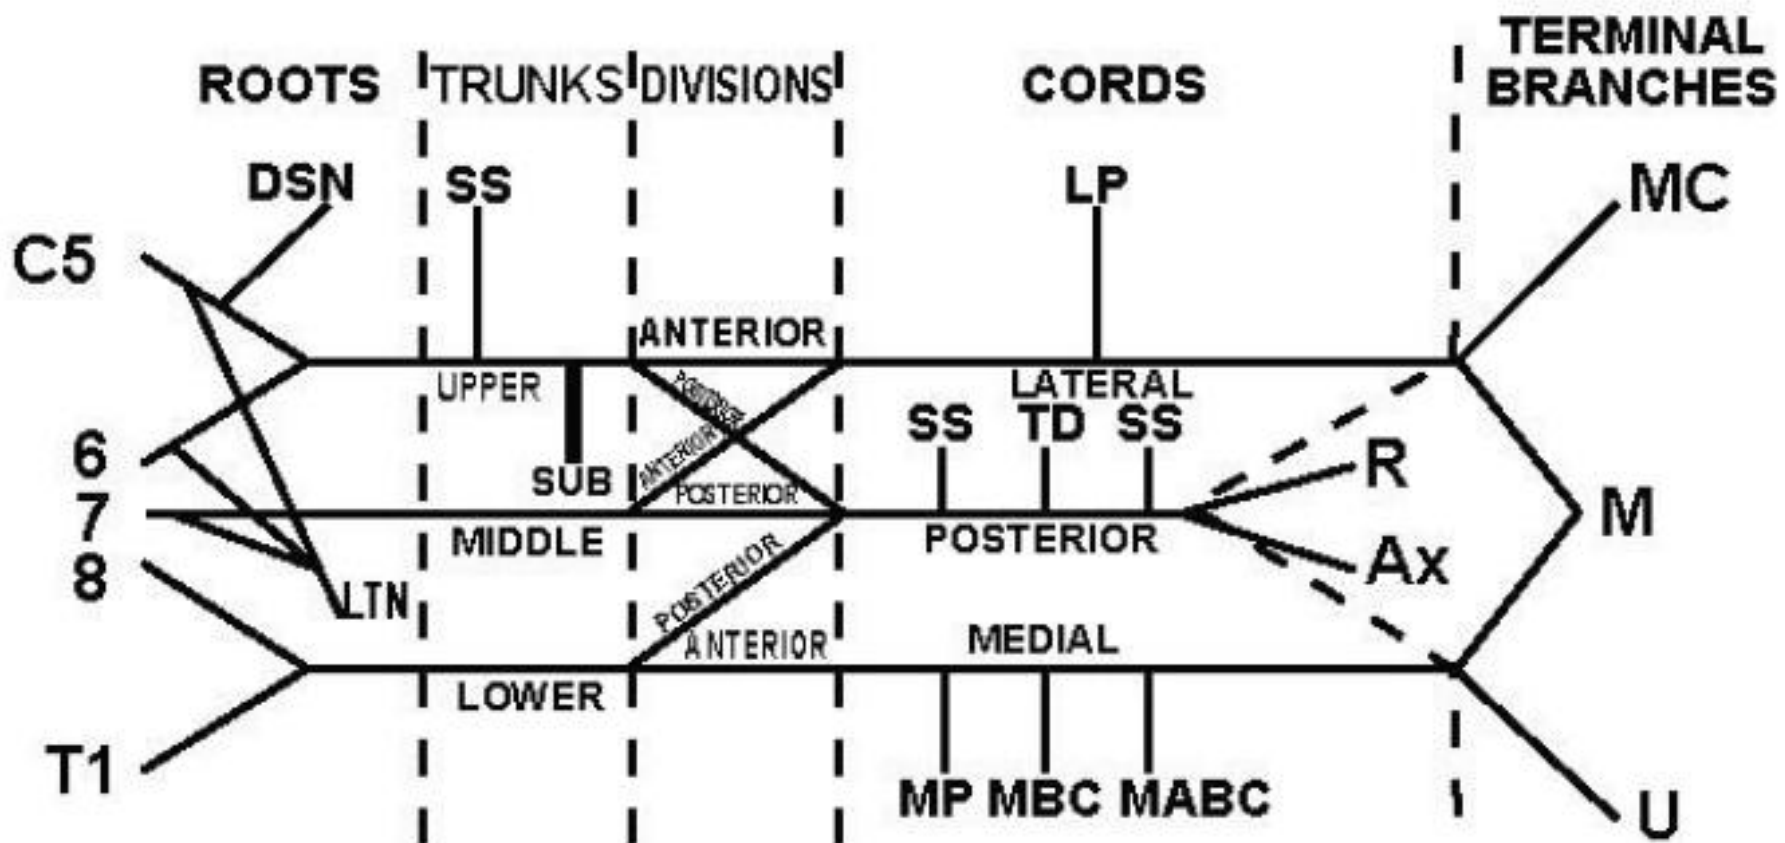 TERMINAL
ROOTS TRUNKS DIVISIONS CORDS BRANCHES
DSN SS LP MC
C5
ANTERIOR
UPPER POSTERIOR LATERAL
SS TD SS
6 ANTERIOR R
SUB POSTERIOR
7 M
MIDDLE POSTERIOR
8 POSTERIOR Ax
LTN
ANTERIOR MEDIAL
LOWER
T1
MP MBC MABC
U